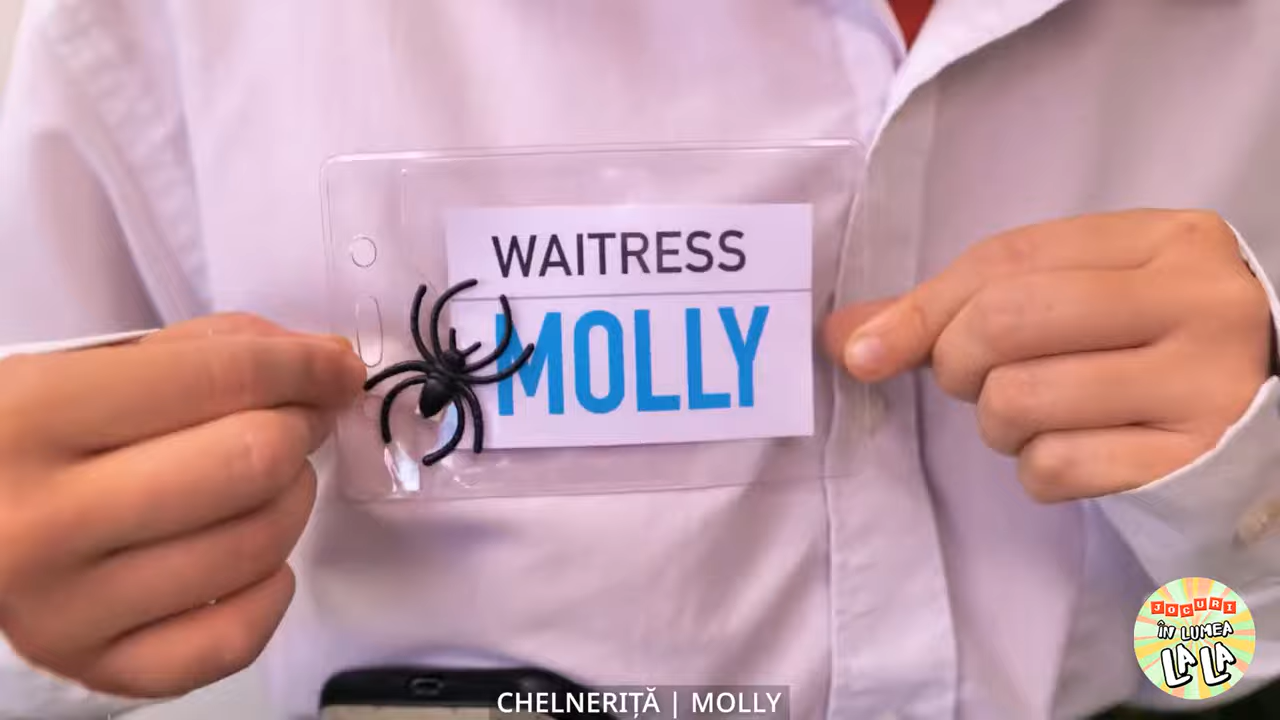 WAITRESS
MOLLY
JOCURI
ÎN LUMEA
LA LA
CHELNERIȚĂ | MOLLY